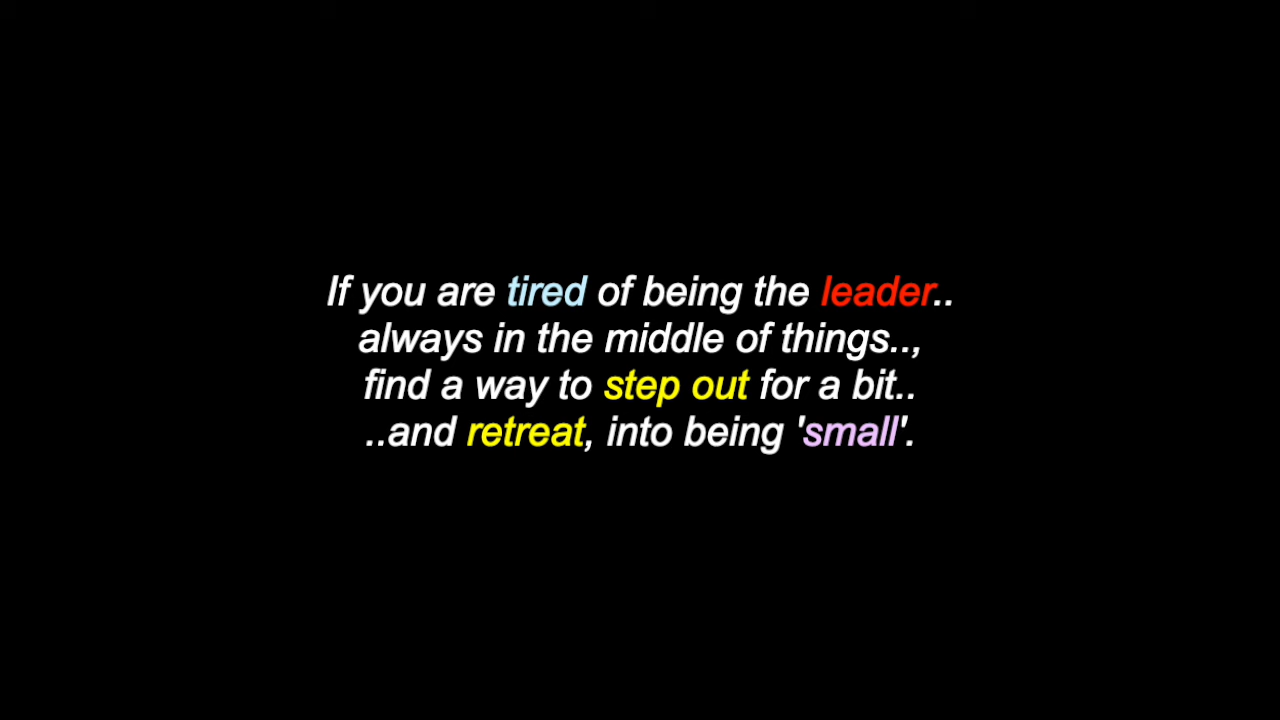 If you are tired of being the leader..
always in the middle of things..,
find a way to step out for a bit..
..and retreat, into being 'small'.